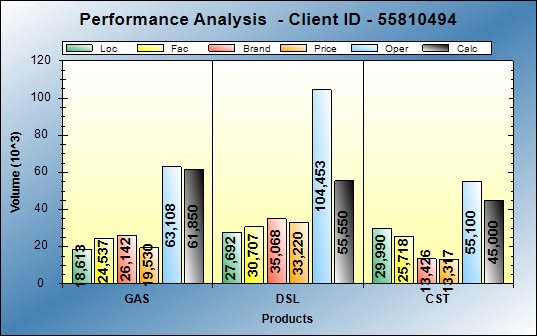 Performance Analysis - Client ID - 55810494
Loc Fac Brand Price Oper Calc
Volume (10^3)
120
100
80
60
40
20
0
18,613 24,537 26,142 19,530 63,108 61,850
27,692 30,707 35,068 33,220 104,453 55,550
29,990 25,718 13,426 13,317 55,100 45,000
GAS DSL CST
Products